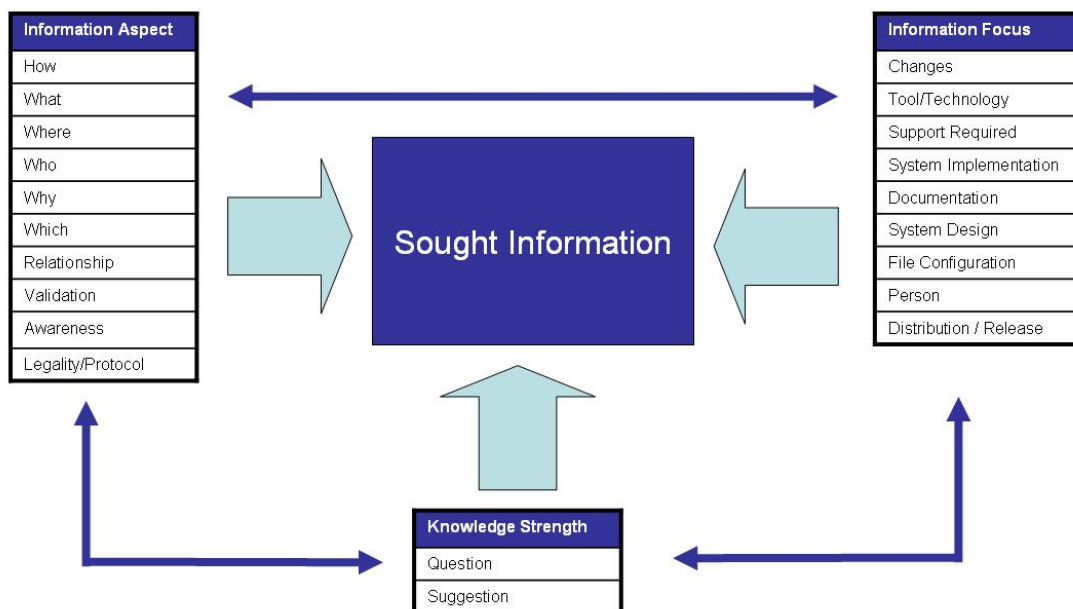 Information Aspect
How
What
Where
Who
Why
Which
Relationship
Validation
Awareness
Legality/Protocol
Sought Information
Information Focus
Changes
Tool/Technology
Support Required
System Implementation
Documentation
System Design
File Configuration
Person
Distribution / Release
Knowledge Strength
Question
Suggestion